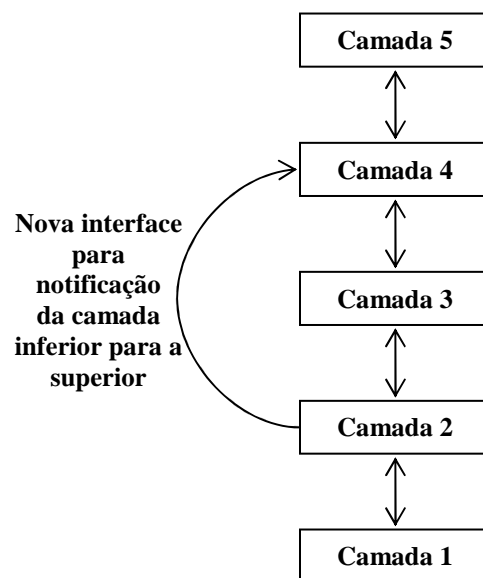 Camada 5
Camada 4
Nova interface
para
notificação
da camada
inferior para a
superior
Camada 3
Camada 2
Camada 1